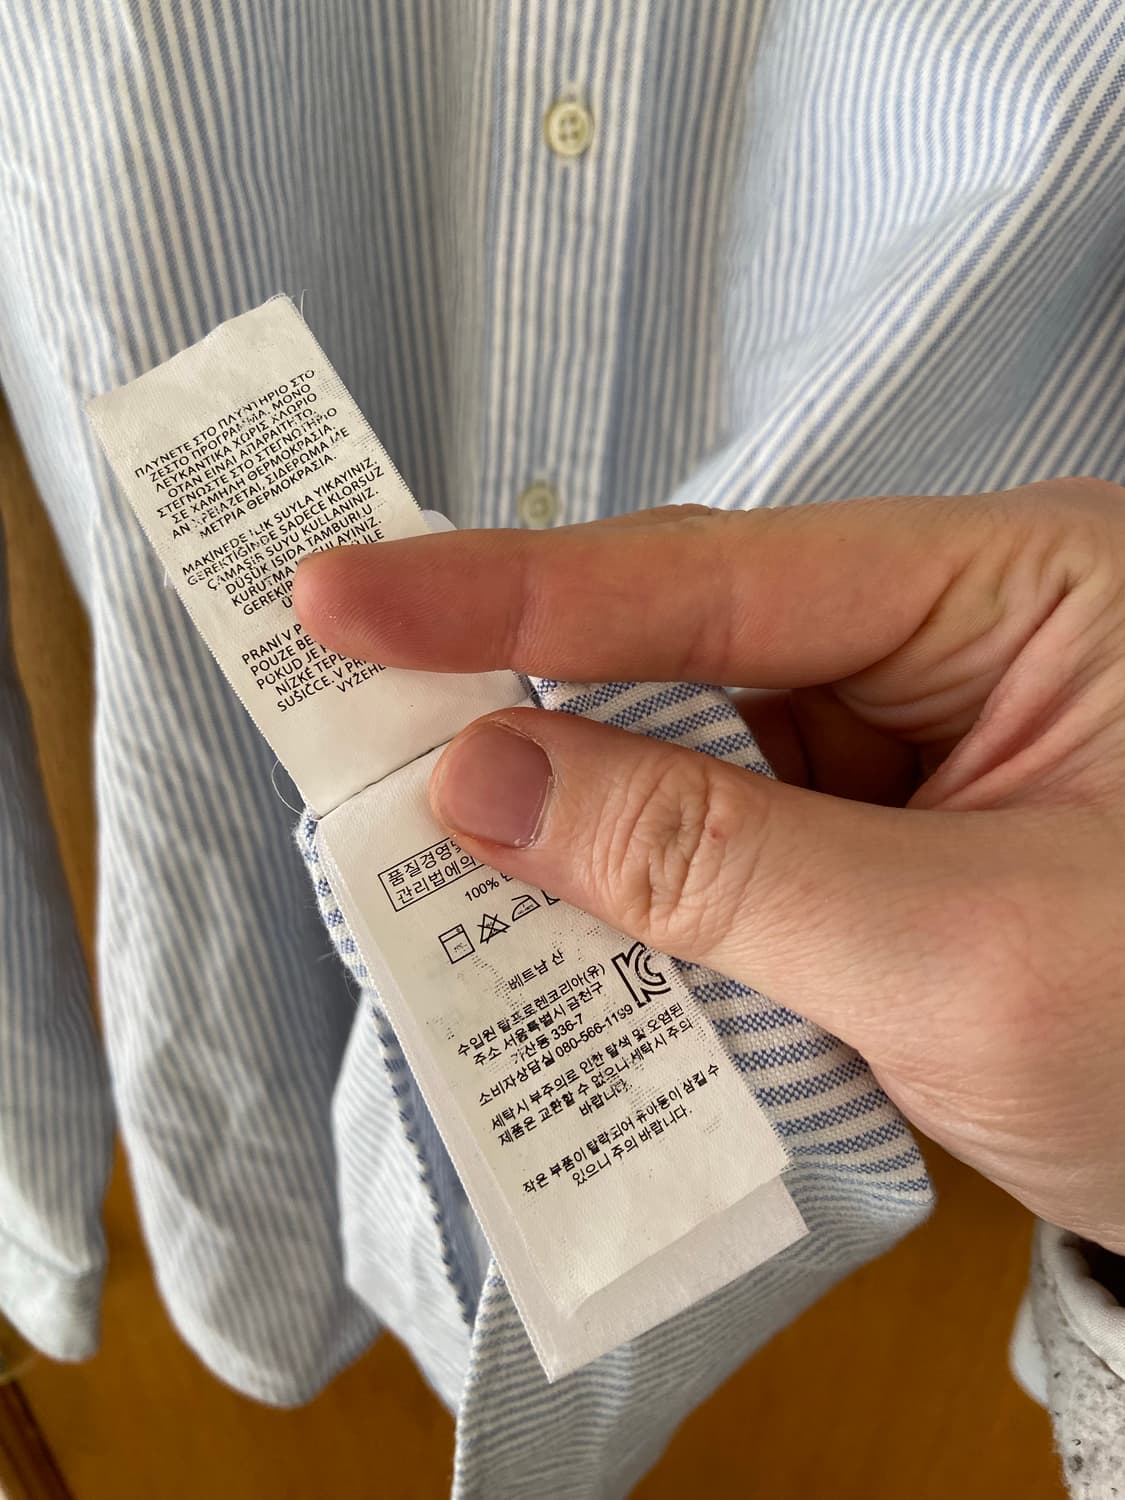 ΠΛΥΝΕΤΕ ΣΤΟ ΠΛΥΝΤΗΡΙΟ ΣΤΟ
ΖΕΣΤΟ ΠΡΟΓΡΑΜΜΑ. ΜΟΝΟ
ΛΕΥΚΑΝΤΙΚΑ ΧΩΡΙΣ ΧΛΩΡΙΟ
ΟΤΑΝ ΕΙΝΑΙ ΑΠΑΡΑΙΤΗΤΟ.
ΣΤΕΓΝΩΣΤΕ ΣΤΟ ΣΤΕΓΝΩΤΗΡΙΟ
ΣΕ ΧΑΜΗΛΗ ΘΕΡΜΟΚΡΑΣΙΑ.
ΑΝ ΧΡΕΙΑΖΕΤΑΙ, ΣΙΔΕΡΩΜΑ ΜΕ
ΜΕΤΡΙΑ ΘΕΡΜΟΚΡΑΣΙΑ.
MAKİNEDE ILIK SUYLA YIKAYINIZ.
GEREKTİĞİNDE SADECE KLORSUZ
ÇAMAŞIR SUYU KULLANINIZ.
DÜŞÜK ISIDA TAMBURLU
KURUTMA
PRANÍ V
POUZE
POKUD JE
NÍZKÉ
SUŠIČCE. V
품질경영및
관리법에의
100%
베트남 산
수입원 랄프로렌코리아(유)
주소 서울특별시 금천구
가산동 336-7
소비자상담실 080-566-1159
세탁시 부주의로 인한 탈색 및 오염된
제품은 교환할 수 없으니 세탁시 주의
바랍니다.
작은 부품이 탈락되어 유아동이 삼킬 수
있으니 주의 바랍니다.